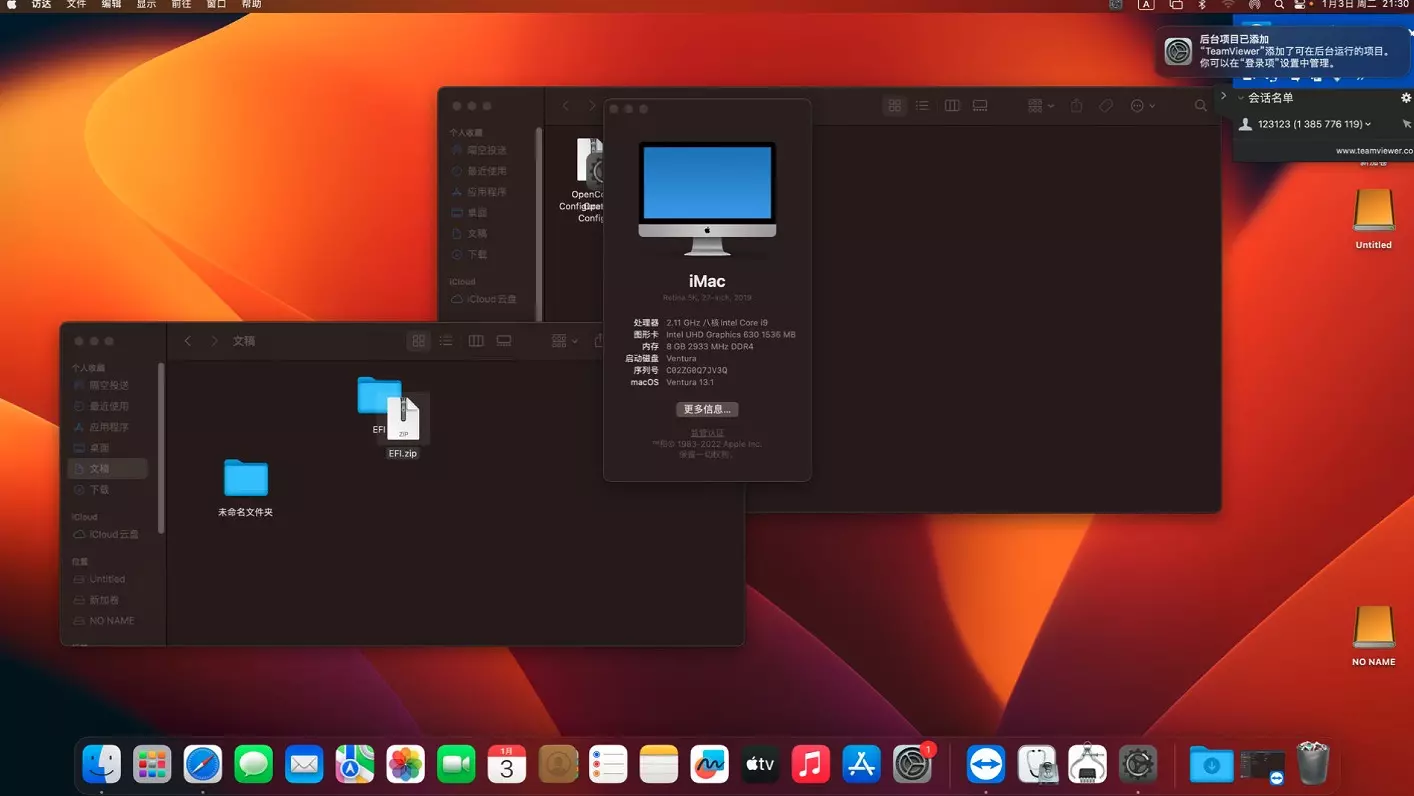 访达 文件 编辑 显示 前往 窗口 帮助
A
1月3日 周二 21:30
后台项目已添加
“TeamViewer”添加了可在后台运行的项目。
你可以在“登录项”设置中管理。
会话名单
123123 (1 385 776 119)
www.teamviewer.co
新加卷
Untitled
NO NAME
个人收藏
隔空投送
最近使用
应用程序
桌面
文稿
下载
iCloud
iCloud 云盘
OpenCo
Config
iMac
Retina 5K, 27-inch, 2019
处理器 2.11 GHz 八核 Intel Core i9
图形卡 Intel UHD Graphics 630 1536 MB
内存 8 GB 2933 MHz DDR4
启动磁盘 Ventura
序列号 C02ZG0Q7JV3Q
macOS Ventura 13.1
更多信息...
监管认证
™和© 1983-2022 Apple Inc.
保留一切权利。
文稿
个人收藏
隔空投送
最近使用
应用程序
桌面
文稿
下载
iCloud
iCloud 云盘
位置
Untitled
新加卷
NO NAME
EFI
ZIP
EFI.zip
未命名文件夹
1月
3
tv
1